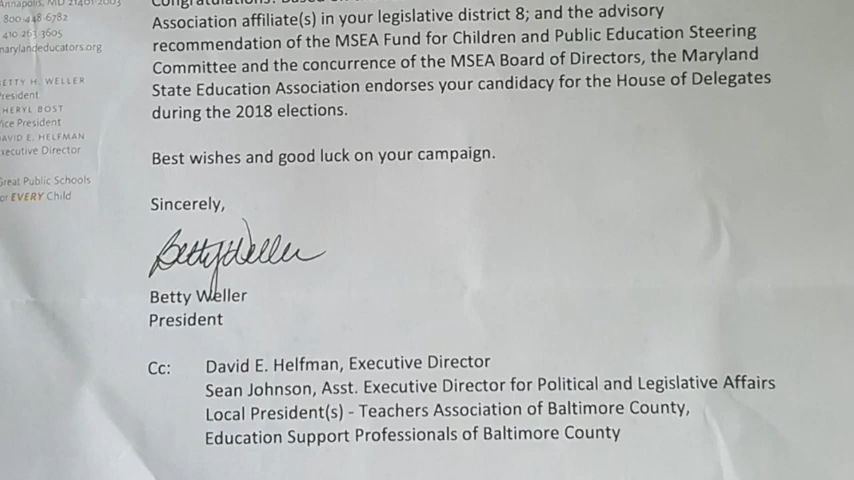 Annapolis, MD 21401-2003
800 448 6782
410 263 3605
marylandeducators.org
BETTY H. WELLER
President
CHERYL BOST
Vice President
DAVID E. HELFMAN
Executive Director
Great Public Schools
for EVERY Child
Association affiliate(s) in your legislative district 8; and the advisory
recommendation of the MSEA Fund for Children and Public Education Steering
Committee and the concurrence of the MSEA Board of Directors, the Maryland
State Education Association endorses your candidacy for the House of Delegates
during the 2018 elections.
Best wishes and good luck on your campaign.
Sincerely,
Betty Weller
Betty Weller
President
Cc: David E. Helfman, Executive Director
Sean Johnson, Asst. Executive Director for Political and Legislative Affairs
Local President(s) - Teachers Association of Baltimore County,
Education Support Professionals of Baltimore County